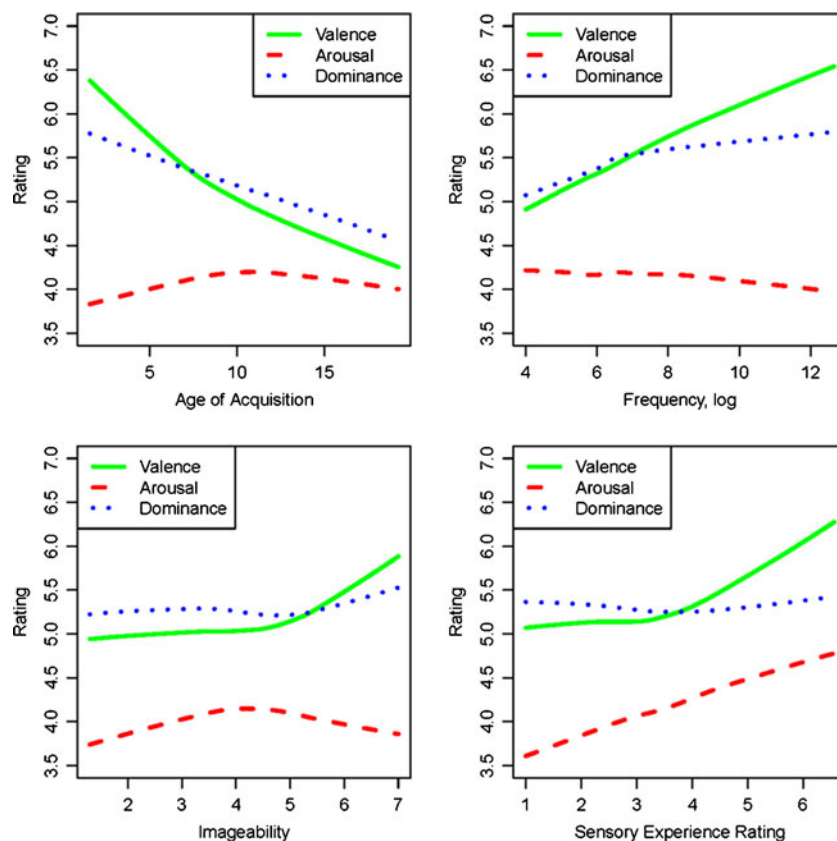 Valence
Arousal
Dominance
7.0
6.5
6.0
5.5
5.0
4.5
4.0
3.5
Rating
5 10 15
Age of Acquisition
Valence
Arousal
Dominance
7.0
6.5
6.0
5.5
5.0
4.5
4.0
3.5
Rating
4 6 8 10 12
Frequency, log
Valence
Arousal
Dominance
7.0
6.5
6.0
5.5
5.0
4.5
4.0
3.5
Rating
2 3 4 5 6 7
Imageability
Valence
Arousal
Dominance
7.0
6.5
6.0
5.5
5.0
4.5
4.0
3.5
Rating
1 2 3 4 5 6
Sensory Experience Rating